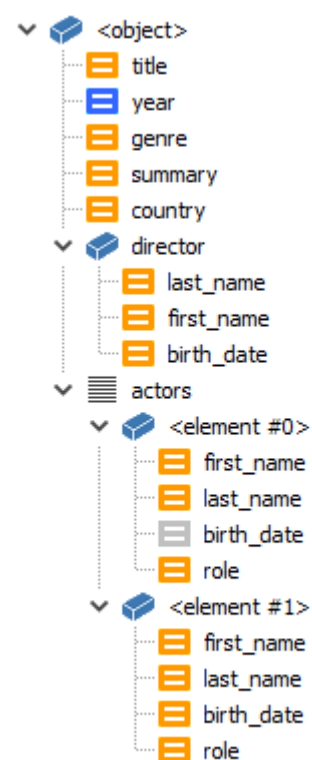 <object>
title
year
genre
summary
country
director
last_name
first_name
birth_date
actors
<element #0>
first_name
last_name
birth_date
role
<element #1>
first_name
last_name
birth_date
role